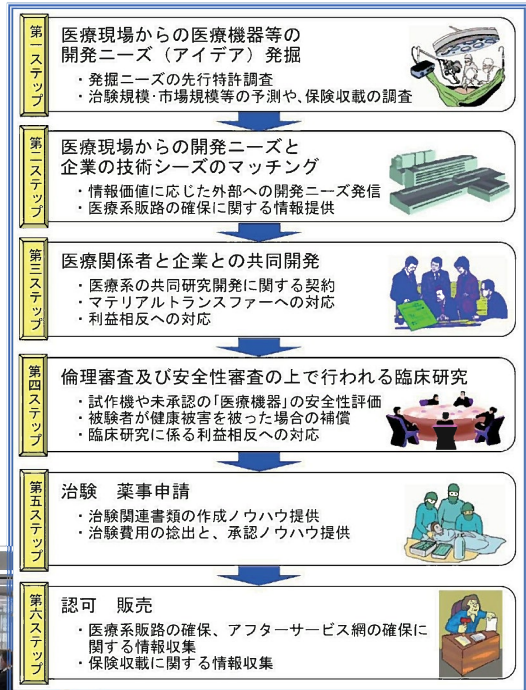 第一ステップ
医療現場からの医療機器等の
開発ニーズ（アイデア）発掘
・発掘ニーズの先行特許調査
・治験規模・市場規模等の予測や、保険収載の調査
第二ステップ
医療現場からの開発ニーズと
企業の技術シーズのマッチング
・情報価値に応じた外部への開発ニーズ発信
・医療系販路の確保に関する情報提供
第三ステップ
医療関係者と企業との共同開発
・医療系の共同研究開発に関する契約
・マテリアルトランスファーへの対応
・利益相反への対応
第四ステップ
倫理審査及び安全性審査の上で行われる臨床研究
・試作機や未承認の「医療機器」の安全性評価
・被験者が健康被害を被った場合の補償
・臨床研究に係る利益相反への対応
第五ステップ
治験　薬事申請
・治験関連書類の作成ノウハウ提供
・治験費用の捻出と、承認ノウハウ提供
第六ステップ
認可　販売
・医療系販路の確保、アフターサービス網の確保に
関する情報収集
・保険収載に関する情報収集